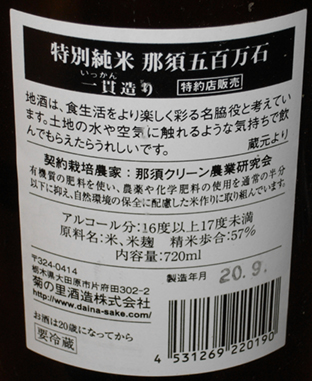 特別純米 那須五百万石
いっかん
一貫造り 特約店販売
地酒は、食生活をより楽しく彩る名脇役と考えてい
ます。土地の水や空気に触れるような気持ちで飲
んでもらえたらうれしいです。 蔵元より
契約栽培農家：那須クリーン農業研究会
有機質の肥料を使い、農薬や化学肥料の使用を通常の半分
以下に抑え、自然環境の保全に配慮した米作りに取り組んでいます。
アルコール分：16度以上17度未満
原料名：米、米麹 精米歩合：57%
内容量：720ml
〒324-0414
栃木県大田原市片府田302-2
菊の里酒造株式会社
www.daina-sake.com/
製造年月 20.9.
お酒は20歳になってから
要冷蔵
4 531269 220190